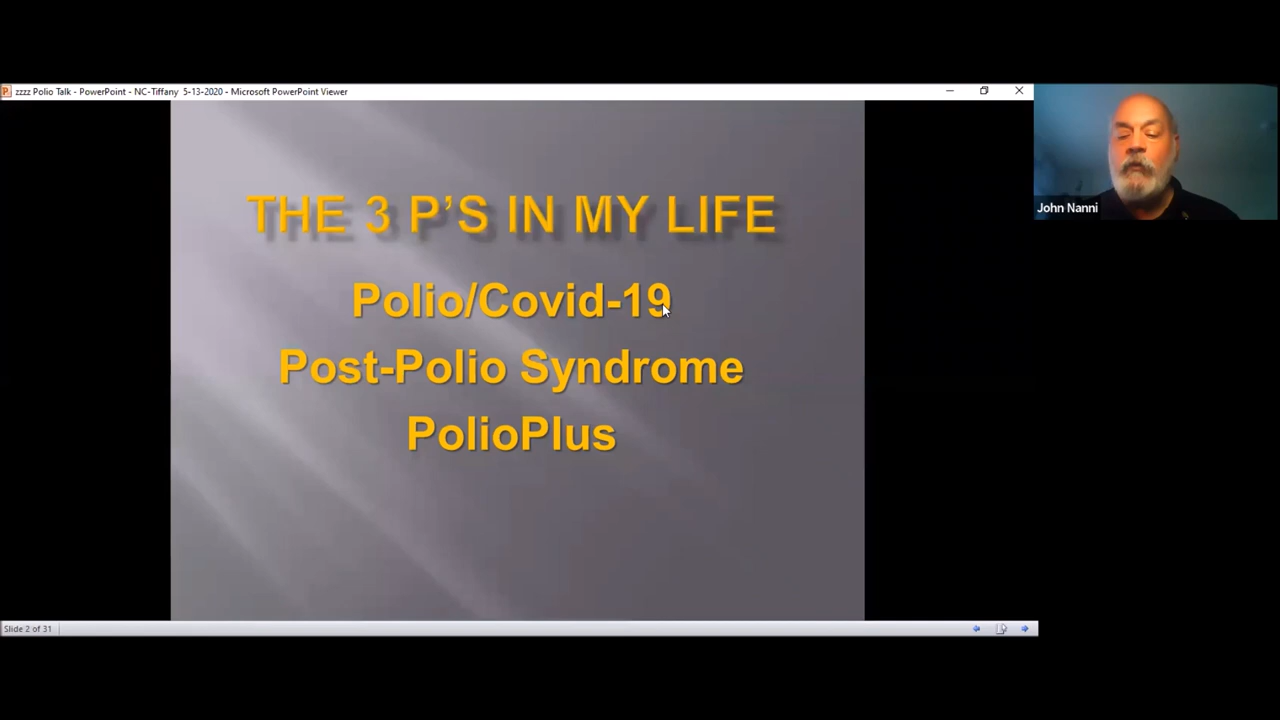 zzzz Polio Talk - PowerPoint - NC-Tiffany 5-13-2020 - Microsoft PowerPoint Viewer
THE 3 P’S IN MY LIFE
Polio/Covid-19
Post-Polio Syndrome
PolioPlus
John Nanni
Slide 2 of 31